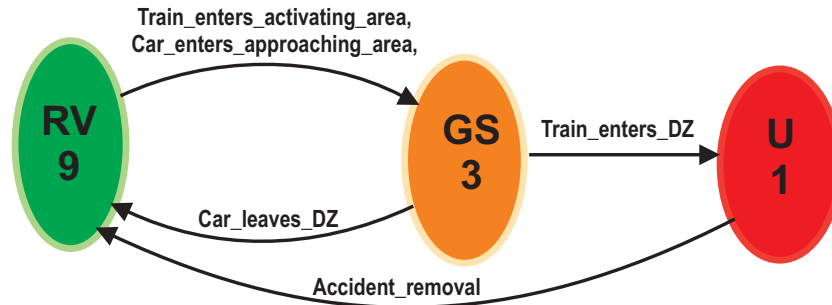 Train_enters_activating_area,
Car_enters_approaching_area,
RV
9
GS
3
Train_enters_DZ
U
1
Car_leaves_DZ
Accident_removal